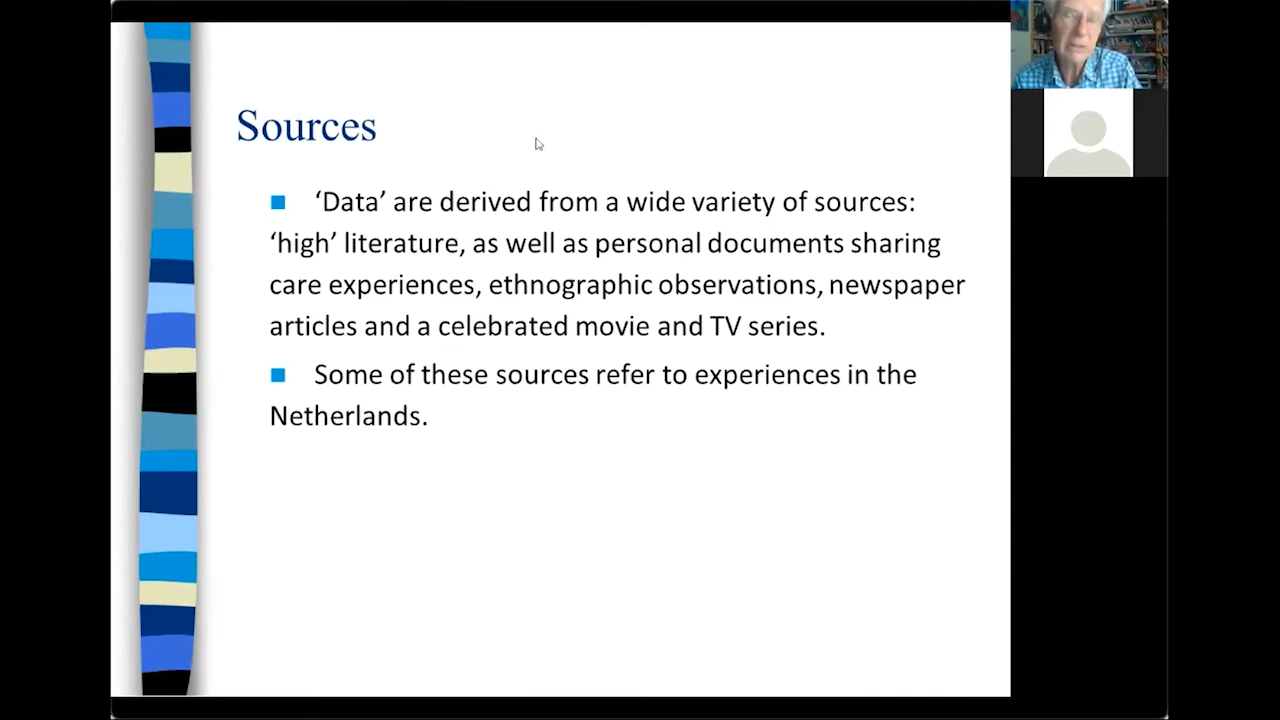 Sources
‘Data’ are derived from a wide variety of sources:
‘high’ literature, as well as personal documents sharing
care experiences, ethnographic observations, newspaper
articles and a celebrated movie and TV series.
Some of these sources refer to experiences in the
Netherlands.